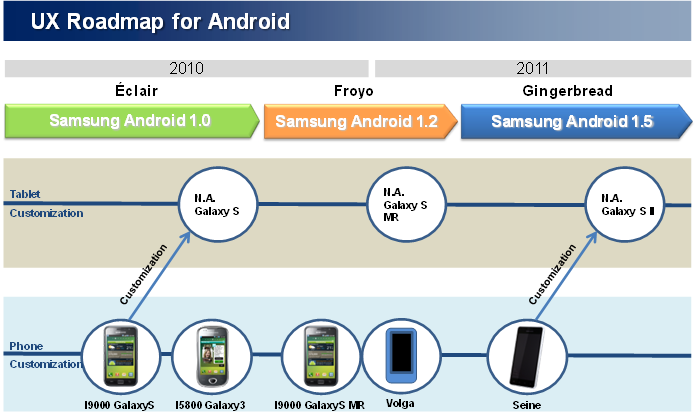 UX Roadmap for Android
2010
2011
Éclair
Froyo
Gingerbread
Samsung Android 1.0
Samsung Android 1.2
Samsung Android 1.5
Tablet
Customization
N.A.
Galaxy S
N.A.
Galaxy S
MR
N.A.
Galaxy S II
Customization
Customization
Phone
Customization
I9000 GalaxyS
I5800 Galaxy3
I9000 GalaxyS MR
Volga
Seine